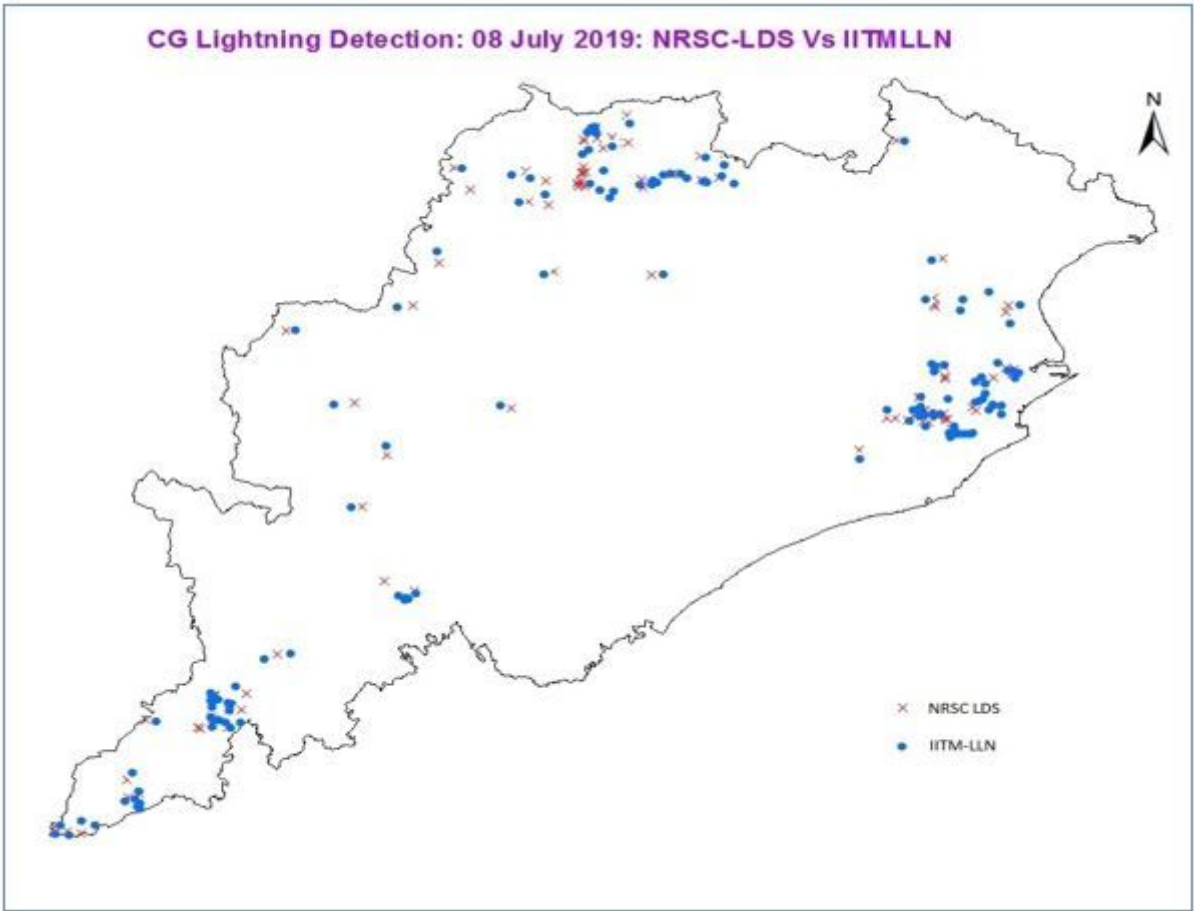 CG Lightning Detection: 08 July 2019: NRSC-LDS Vs IITMLLN
N
NRSC LDS
IITM-LLN